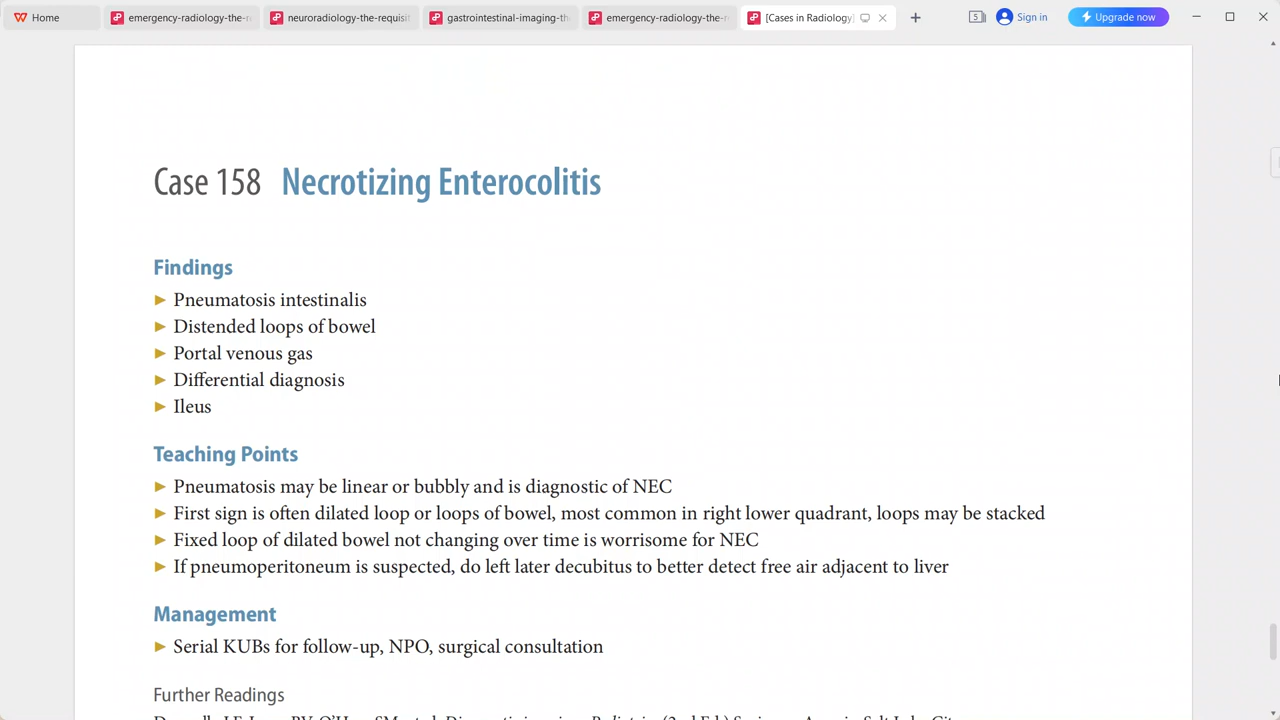 Home
emergency-radiology-the-r
neuroradiology-the-requisit
gastrointestinal-imaging-th
emergency-radiology-the-r
[Cases in Radiology]
5
Sign in
Upgrade now
Case 158 Necrotizing Enterocolitis
Findings
► Pneumatosis intestinalis
► Distended loops of bowel
► Portal venous gas
► Differential diagnosis
► Ileus
Teaching Points
► Pneumatosis may be linear or bubbly and is diagnostic of NEC
► First sign is often dilated loop or loops of bowel, most common in right lower quadrant, loops may be stacked
► Fixed loop of dilated bowel not changing over time is worrisome for NEC
► If pneumoperitoneum is suspected, do left later decubitus to better detect free air adjacent to liver
Management
► Serial KUBs for follow-up, NPO, surgical consultation
Further Readings